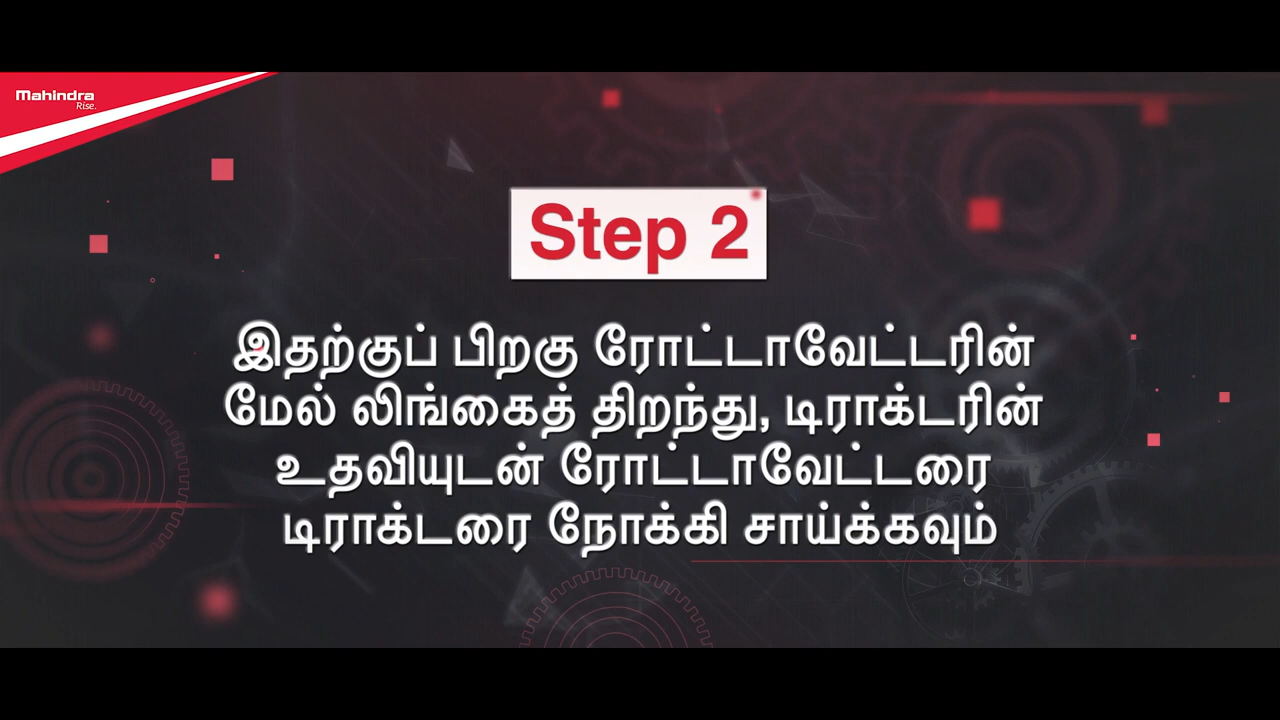 Mahindra
Rise.
Step 2
இதற்குப் பிறகு ரோட்டாவேட்டரின்
மேல் லிங்கைத் திறந்து, டிராக்டரின்
உதவியுடன் ரோட்டாவேட்டரை
டிராக்டரை நோக்கி சாய்க்கவும்